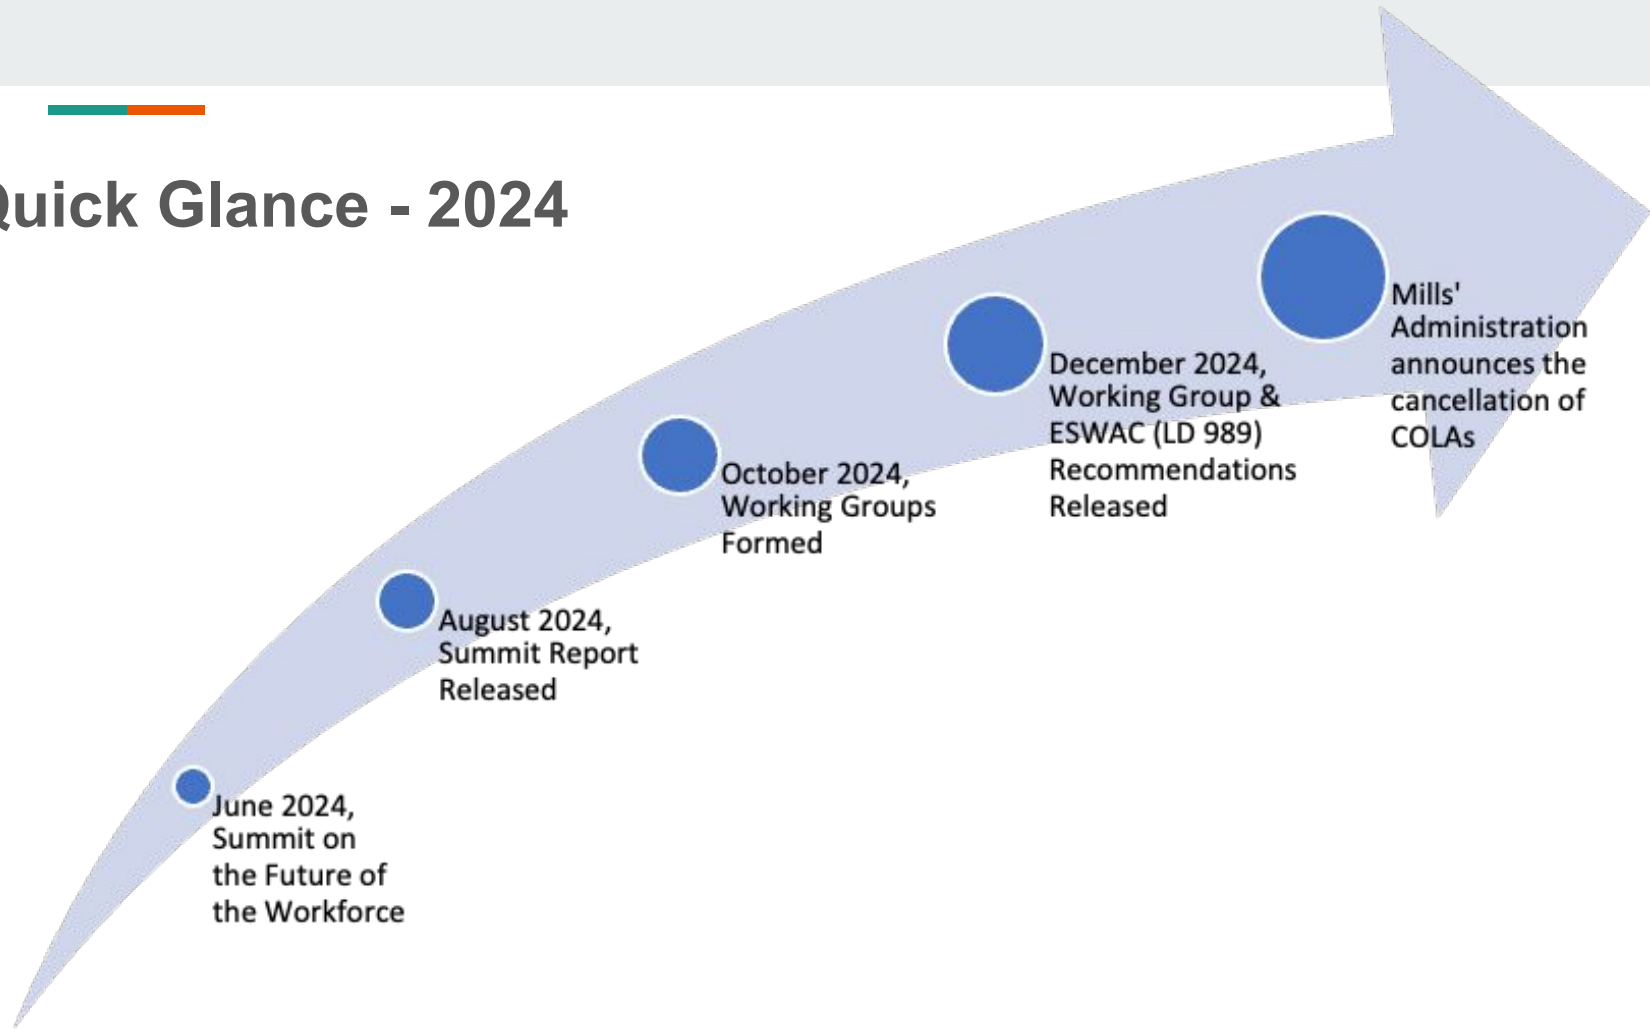 Quick Glance - 2024
June 2024,
Summit on
the Future of
the Workforce
August 2024,
Summit Report
Released
October 2024,
Working Groups
Formed
December 2024,
Working Group &
ESWAC (LD 989)
Recommendations
Released
Mills'
Administration
announces the
cancellation of
COLAs